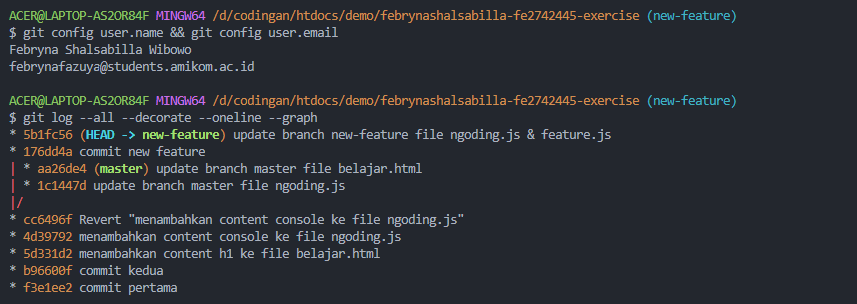 ACER@LAPTOP-AS2OR84F MINGW64 /d/codingan/htdocs/demo/febrynashalsabilla-fe2742445-exercise (new-feature)
$ git config user.name && git config user.email
Febryna Shalsabilla Wibowo
febrynafazuya@students.amikom.ac.id
ACER@LAPTOP-AS2OR84F MINGW64 /d/codingan/htdocs/demo/febrynashalsabilla-fe2742445-exercise (new-feature)
$ git log --all --decorate --oneline --graph
* 5b1fc56 (HEAD -> new-feature) update branch new-feature file ngoding.js & feature.js
* 176dd4a commit new feature
| * aa26de4 (master) update branch master file belajar.html
| * 1c1447d update branch master file ngoding.js
|/
* cc6496f Revert "menambahkan content console ke file ngoding.js"
* 4d39792 menambahkan content console ke file ngoding.js
* 5d331d2 menambahkan content h1 ke file belajar.html
* b96600f commit kedua
* f3e1ee2 commit pertama